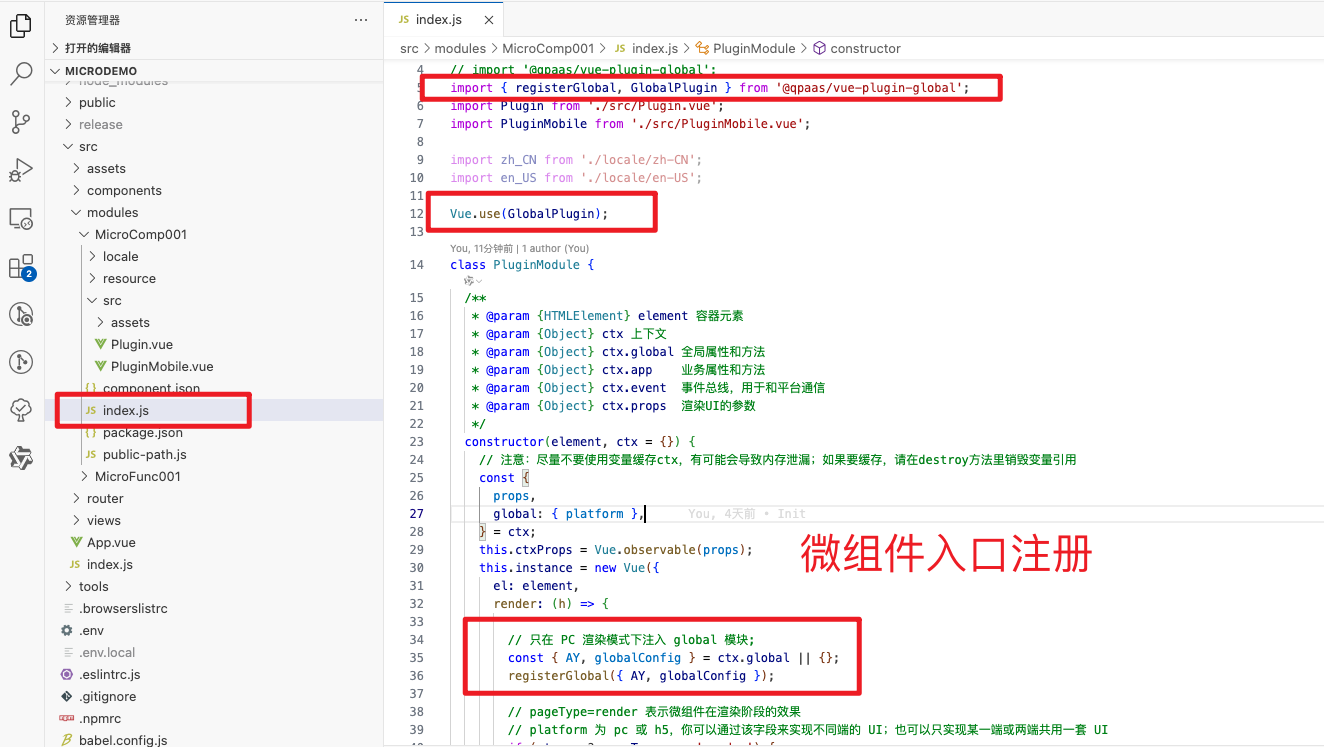 资源管理器
打开的编辑器
MICRODEMO
node_modules
public
release
src
assets
components
modules
MicroComp001
locale
resource
src
assets
Plugin.vue
PluginMobile.vue
component.json
JS index.js
package.json
JS public-path.js
MicroFunc001
router
views
App.vue
JS index.js
tools
.browserslistrc
.env
.env.local
.eslintrc.js
.gitignore
.npmrc
babel.config.js
2
JS index.js
src > modules > MicroComp001 > JS index.js > PluginModule > constructor
4 // import '@qpaas/vue-plugin-global';
5 import { registerGlobal, GlobalPlugin } from '@qpaas/vue-plugin-global';
6 import Plugin from './src/Plugin.vue';
7 import PluginMobile from './src/PluginMobile.vue';
8
9 import zh_CN from './locale/zh-CN';
10 import en_US from './locale/en-US';
11
12 Vue.use(GlobalPlugin);
13
You, 11分钟前 | 1 author (You)
14 class PluginModule {
15 /**
16 * @param {HTMLElement} element 容器元素
17 * @param {Object} ctx 上下文
18 * @param {Object} ctx.global 全局属性和方法
19 * @param {Object} ctx.app 业务属性和方法
20 * @param {Object} ctx.event 事件总线，用于和平台通信
21 * @param {Object} ctx.props 渲染UI的参数
22 */
23 constructor(element, ctx = {}) {
24 // 注意：尽量不要使用变量缓存ctx，有可能会导致内存泄漏；如果要缓存，请在destroy方法里销毁变量引用
25 const {
26 props,
27 global: { platform }, You, 4天前 • Init
28 } = ctx;
29 this.ctxProps = Vue.observable(props);
30 this.instance = new Vue({
31 el: element,
32 render: (h) => {
33
34 // 只在 PC 渲染模式下注入 global 模块;
35 const { AY, globalConfig } = ctx.global || {};
36 registerGlobal({ AY, globalConfig });
37
38 // pageType=render 表示微组件在渲染阶段的效果
39 // platform 为 pc 或 h5，你可以通过该字段来实现不同端的 UI；也可以只实现某一端或两端共用一套 UI
微组件入口注册